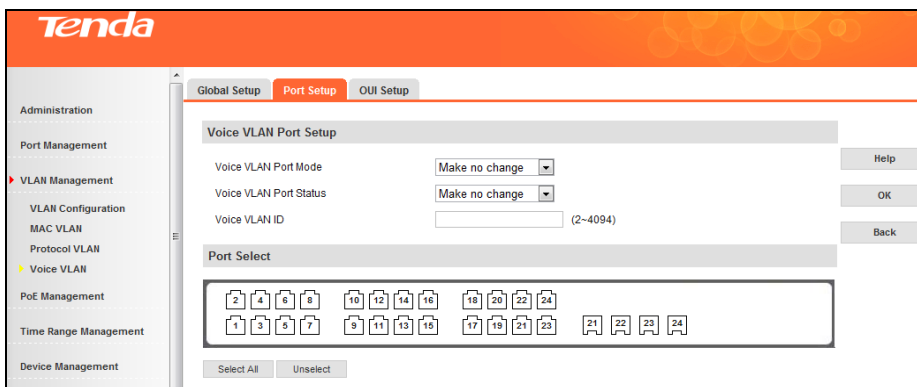 Tenda
Global Setup Port Setup OUI Setup
Administration
Port Management
VLAN Management
VLAN Configuration
MAC VLAN
Protocol VLAN
Voice VLAN
PoE Management
Time Range Management
Device Management
Voice VLAN Port Setup
Voice VLAN Port Mode Make no change
Voice VLAN Port Status Make no change
Voice VLAN ID (2~4094)
Port Select
2 4 6 8 10 12 14 16 18 20 22 24
1 3 5 7 9 11 13 15 17 19 21 23 21 22 23 24
Select All Unselect
Help
OK
Back